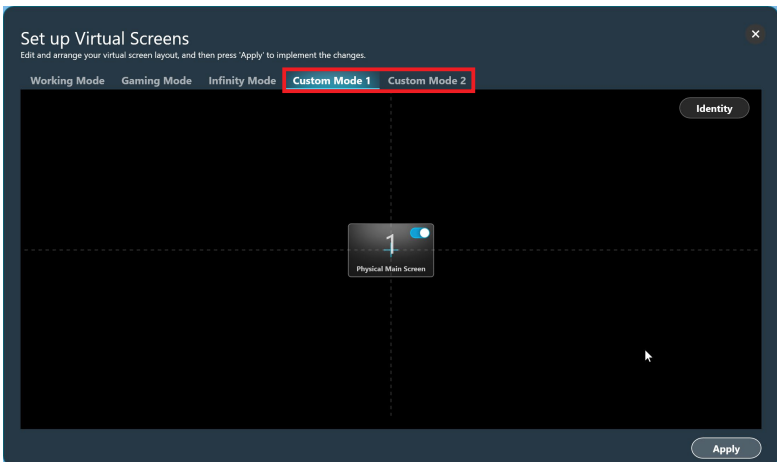 Set up Virtual Screens
Edit and arrange your virtual screen layout, and then press 'Apply' to implement the changes.
Working Mode Gaming Mode Infinity Mode Custom Mode 1 Custom Mode 2
Identity
1
Physical Main Screen
Apply